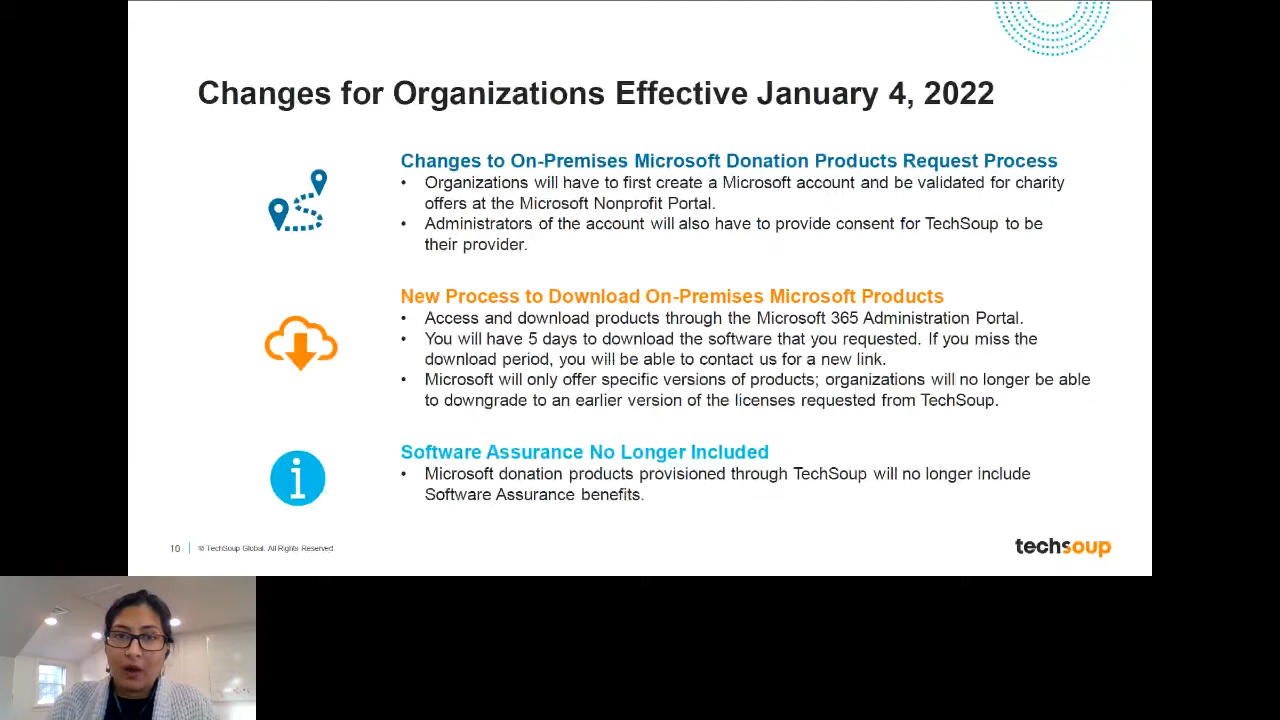 Changes for Organizations Effective January 4, 2022
Changes to On-Premises Microsoft Donation Products Request Process
• Organizations will have to first create a Microsoft account and be validated for charity
offers at the Microsoft Nonprofit Portal.
• Administrators of the account will also have to provide consent for TechSoup to be
their provider.
New Process to Download On-Premises Microsoft Products
• Access and download products through the Microsoft 365 Administration Portal.
• You will have 5 days to download the software that you requested. If you miss the
download period, you will be able to contact us for a new link.
• Microsoft will only offer specific versions of products; organizations will no longer be able
to downgrade to an earlier version of the licenses requested from TechSoup.
Software Assurance No Longer Included
• Microsoft donation products provisioned through TechSoup will no longer include
Software Assurance benefits.
10
© TechSoup Global. All Rights Reserved.
techsoup